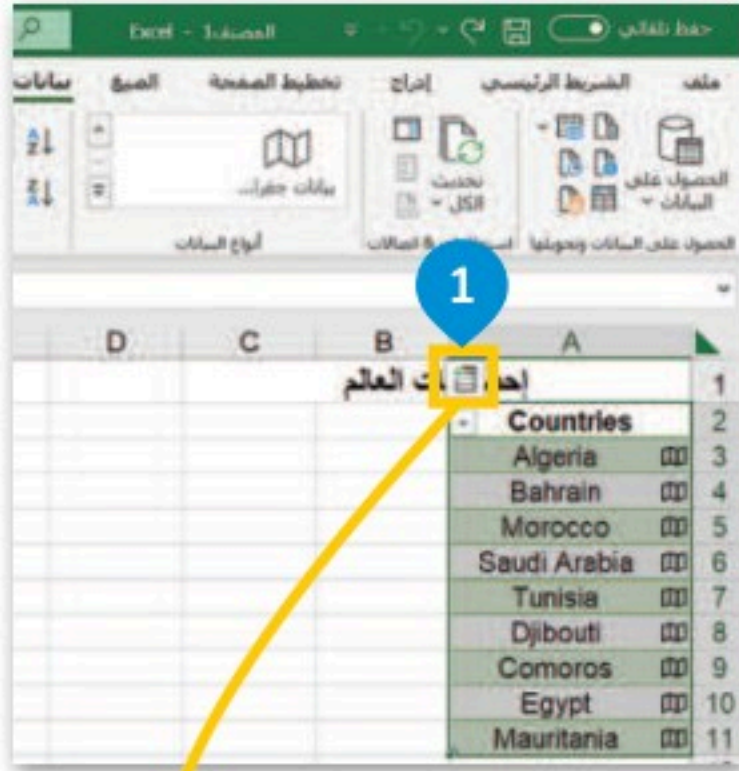 حفظ تلقائي المصنف1 - Excel
ملف الشريط الرئيسي إدراج تخطيط الصفحة الصيغ بيانات
الحصول على البيانات تحديث الكل بيانات جغرا...
الحصول على البيانات وتحويلها & اتصالات أنواع البيانات
1
A B C D
1 العالم
2 Countries
3 Algeria
4 Bahrain
5 Morocco
6 Saudi Arabia
7 Tunisia
8 Djibouti
9 Comoros
10 Egypt
11 Mauritania